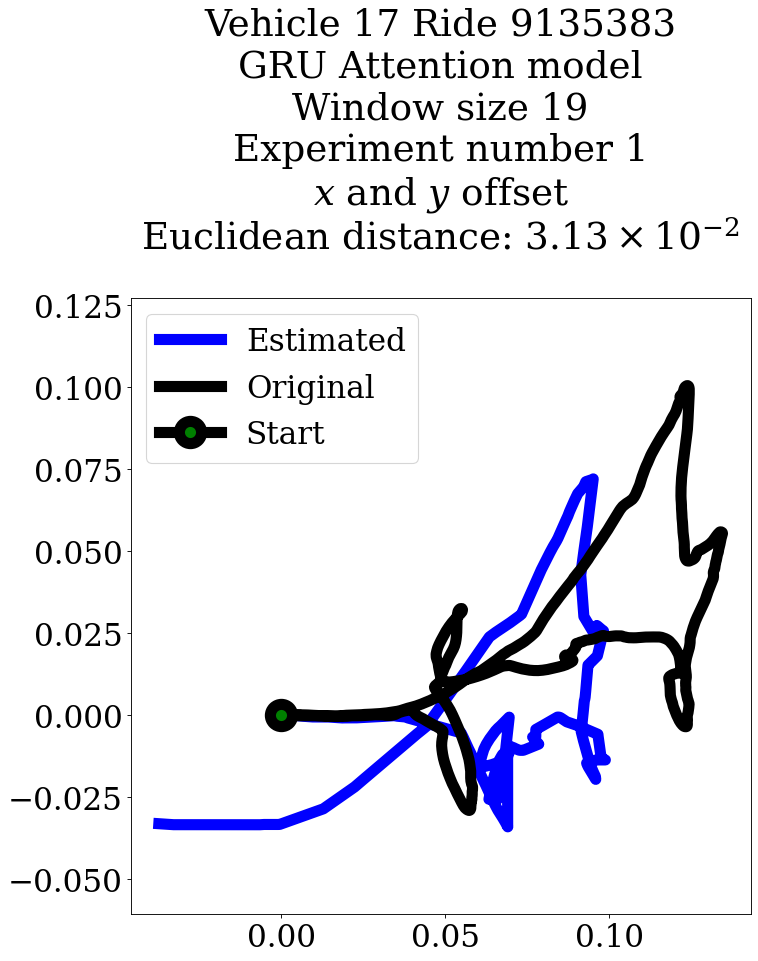 Vehicle 17 Ride 9135383
GRU Attention model
Window size 19
Experiment number 1
x and y offset
Euclidean distance: 3.13 × 10⁻²
0.125
0.100
0.075
0.050
0.025
0.000
−0.025
−0.050
Estimated
Original
Start
0.00 0.05 0.10